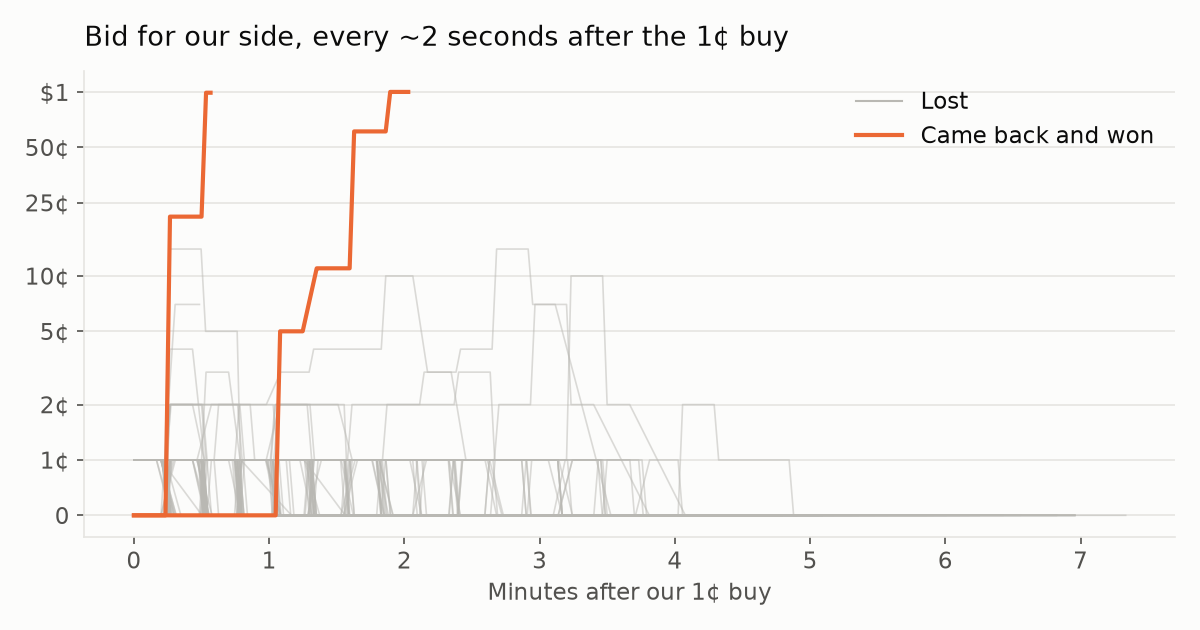 Bid for our side, every ~2 seconds after the 1¢ buy
$1
50¢
25¢
10¢
5¢
2¢
1¢
0
Lost
Came back and won
0 1 2 3 4 5 6 7
Minutes after our 1¢ buy